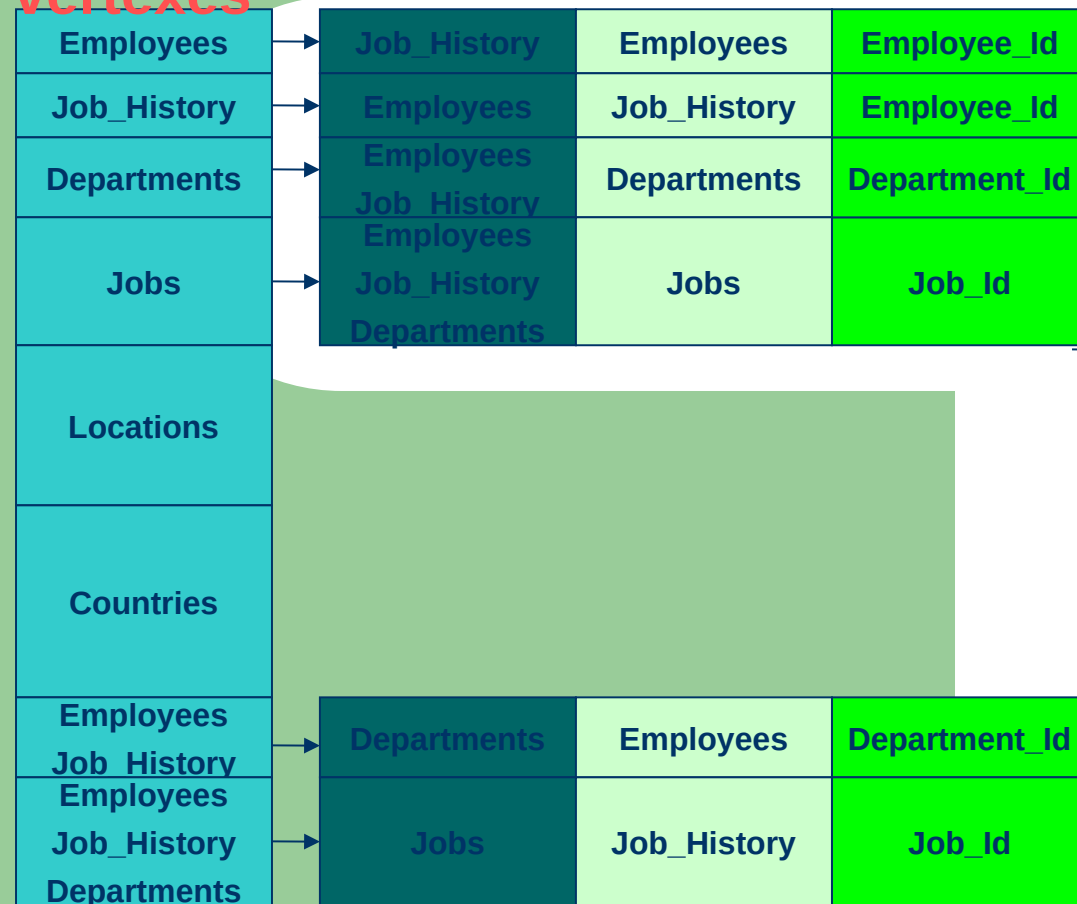 Employees Job_History Employees Employee_Id
Job_History Employees Job_History Employee_Id
Departments Employees Departments Department_Id
Job_History
Jobs Employees Jobs Job_Id
Job_History
Departments
Locations
Countries
Employees Departments Employees Department_Id
Job_History
Employees Jobs Job_History Job_Id
Job_History
Departments